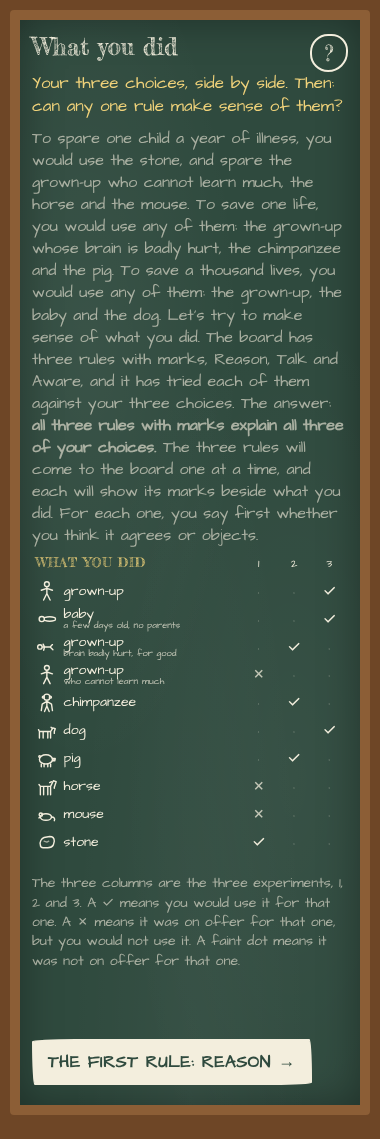 What you did
?
Your three choices, side by side. Then:
can any one rule make sense of them?
To spare one child a year of illness, you
would use the stone, and spare the
grown-up who cannot learn much, the
horse and the mouse. To save one life,
you would use any of them: the grown-up
whose brain is badly hurt, the chimpanzee
and the pig. To save a thousand lives, you
would use any of them: the grown-up, the
baby and the dog. Let's try to make
sense of what you did. The board has
three rules with marks, Reason, Talk and
Aware, and it has tried each of them
against your three choices. The answer:
all three rules with marks explain all three
of your choices. The three rules will
come to the board one at a time, and
each will show its marks beside what you
did. For each one, you say first whether
you think it agrees or objects.
WHAT YOU DID 1 2 3
grown-up ✓
baby ✓
a few days old, no parents
grown-up ✓
brain badly hurt, for good
grown-up ×
who cannot learn much
chimpanzee ✓
dog ✓
pig ✓
horse ×
mouse ×
stone ✓
The three columns are the three experiments, 1,
2 and 3. A ✓ means you would use it for that
one. A × means it was on offer for that one,
but you would not use it. A faint dot means it
was not on offer for that one.
THE FIRST RULE: REASON →